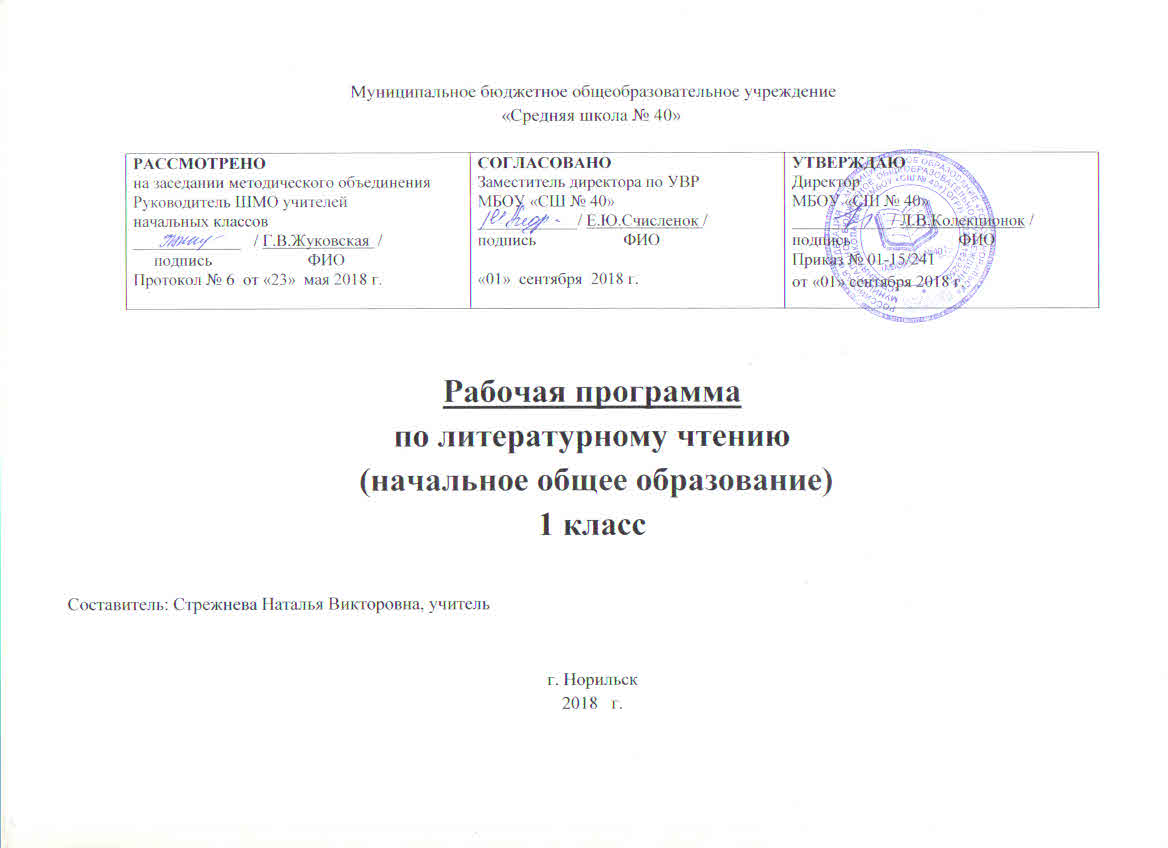 Муниципальное бюджетное общеобразовательное учреждение
«Средняя школа № 40»
РАССМОТРЕНО
на заседании методического объединения
Руководитель ШМО учителей
начальных классов
____________ / Г.В.Жуковская /
подпись ФИО
Протокол № 6 от «23» мая 2018 г.
СОГЛАСОВАНО
Заместитель директора по УВР
МБОУ «СШ № 40»
___________ / Е.Ю.Счисленок /
подпись ФИО
«01» сентября 2018 г.
УТВЕРЖДАЮ
Директор
МБОУ «СШ № 40»
___________ / Л.В.Колекционок /
подпись ФИО
Приказ № 01-15/241
от «01» сентября 2018 г.
Рабочая программа
по литературному чтению
(начальное общее образование)
1 класс
Составитель: Стрежнева Наталья Викторовна, учитель
г. Норильск
2018 г.